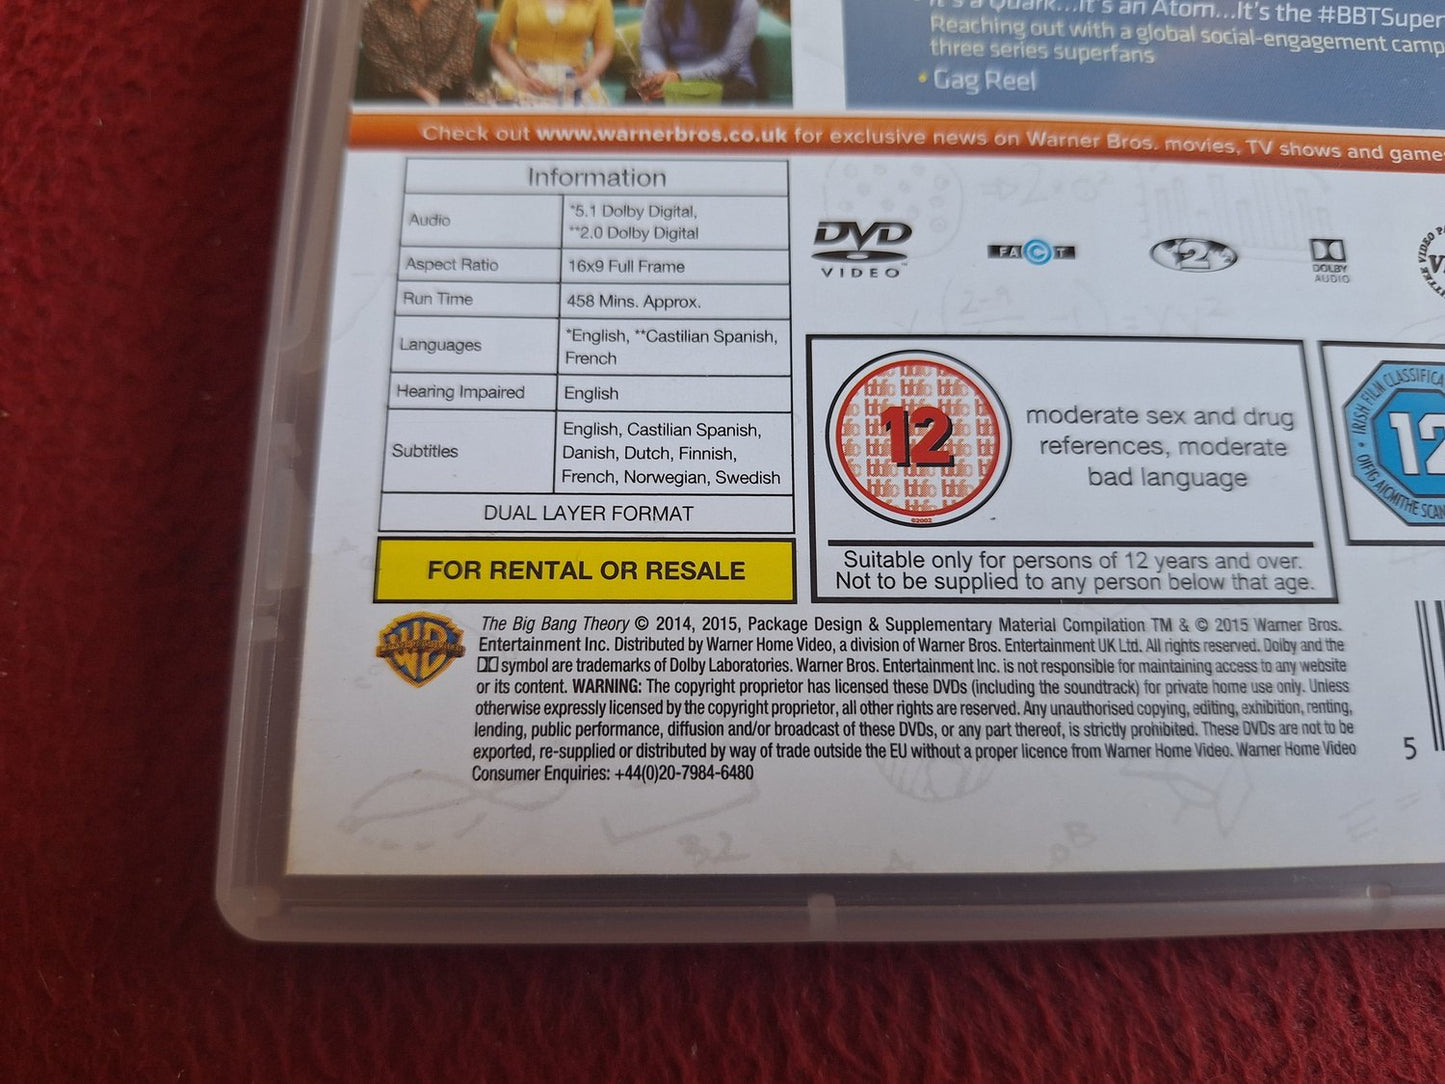 It's a Quark...It's an Atom...It's the #BBTSuper
Reaching out with a global social-engagement camp
three series superfans
• Gag Reel
Check out www.warnerbros.co.uk for exclusive news on Warner Bros. movies, TV shows and games
Information
Audio
*5.1 Dolby Digital,
**2.0 Dolby Digital
Aspect Ratio
16x9 Full Frame
Run Time
458 Mins. Approx.
Languages
*English, **Castilian Spanish,
French
Hearing Impaired
English
Subtitles
English, Castilian Spanish,
Danish, Dutch, Finnish,
French, Norwegian, Swedish
DUAL LAYER FORMAT
FOR RENTAL OR RESALE
DVD
VIDEO
FACT
2
DOLBY
AUDIO
bbfc
12
02002
moderate sex and drug
references, moderate
bad language
Suitable only for persons of 12 years and over.
Not to be supplied to any person below that age.
IRISH FILM CLASSIFICA
12
WB
The Big Bang Theory © 2014, 2015, Package Design & Supplementary Material Compilation TM & © 2015 Warner Bros.
Entertainment Inc. Distributed by Warner Home Video, a division of Warner Bros. Entertainment UK Ltd. All rights reserved. Dolby and the
symbol are trademarks of Dolby Laboratories. Warner Bros. Entertainment Inc. is not responsible for maintaining access to any website
or its content. WARNING: The copyright proprietor has licensed these DVDs (including the soundtrack) for private home use only. Unless
otherwise expressly licensed by the copyright proprietor, all other rights are reserved. Any unauthorised copying, editing, exhibition, renting,
lending, public performance, diffusion and/or broadcast of these DVDs, or any part thereof, is strictly prohibited. These DVDs are not to be
exported, re-supplied or distributed by way of trade outside the EU without a proper licence from Warner Home Video. Warner Home Video
Consumer Enquiries: +44(0)20-7984-6480
5